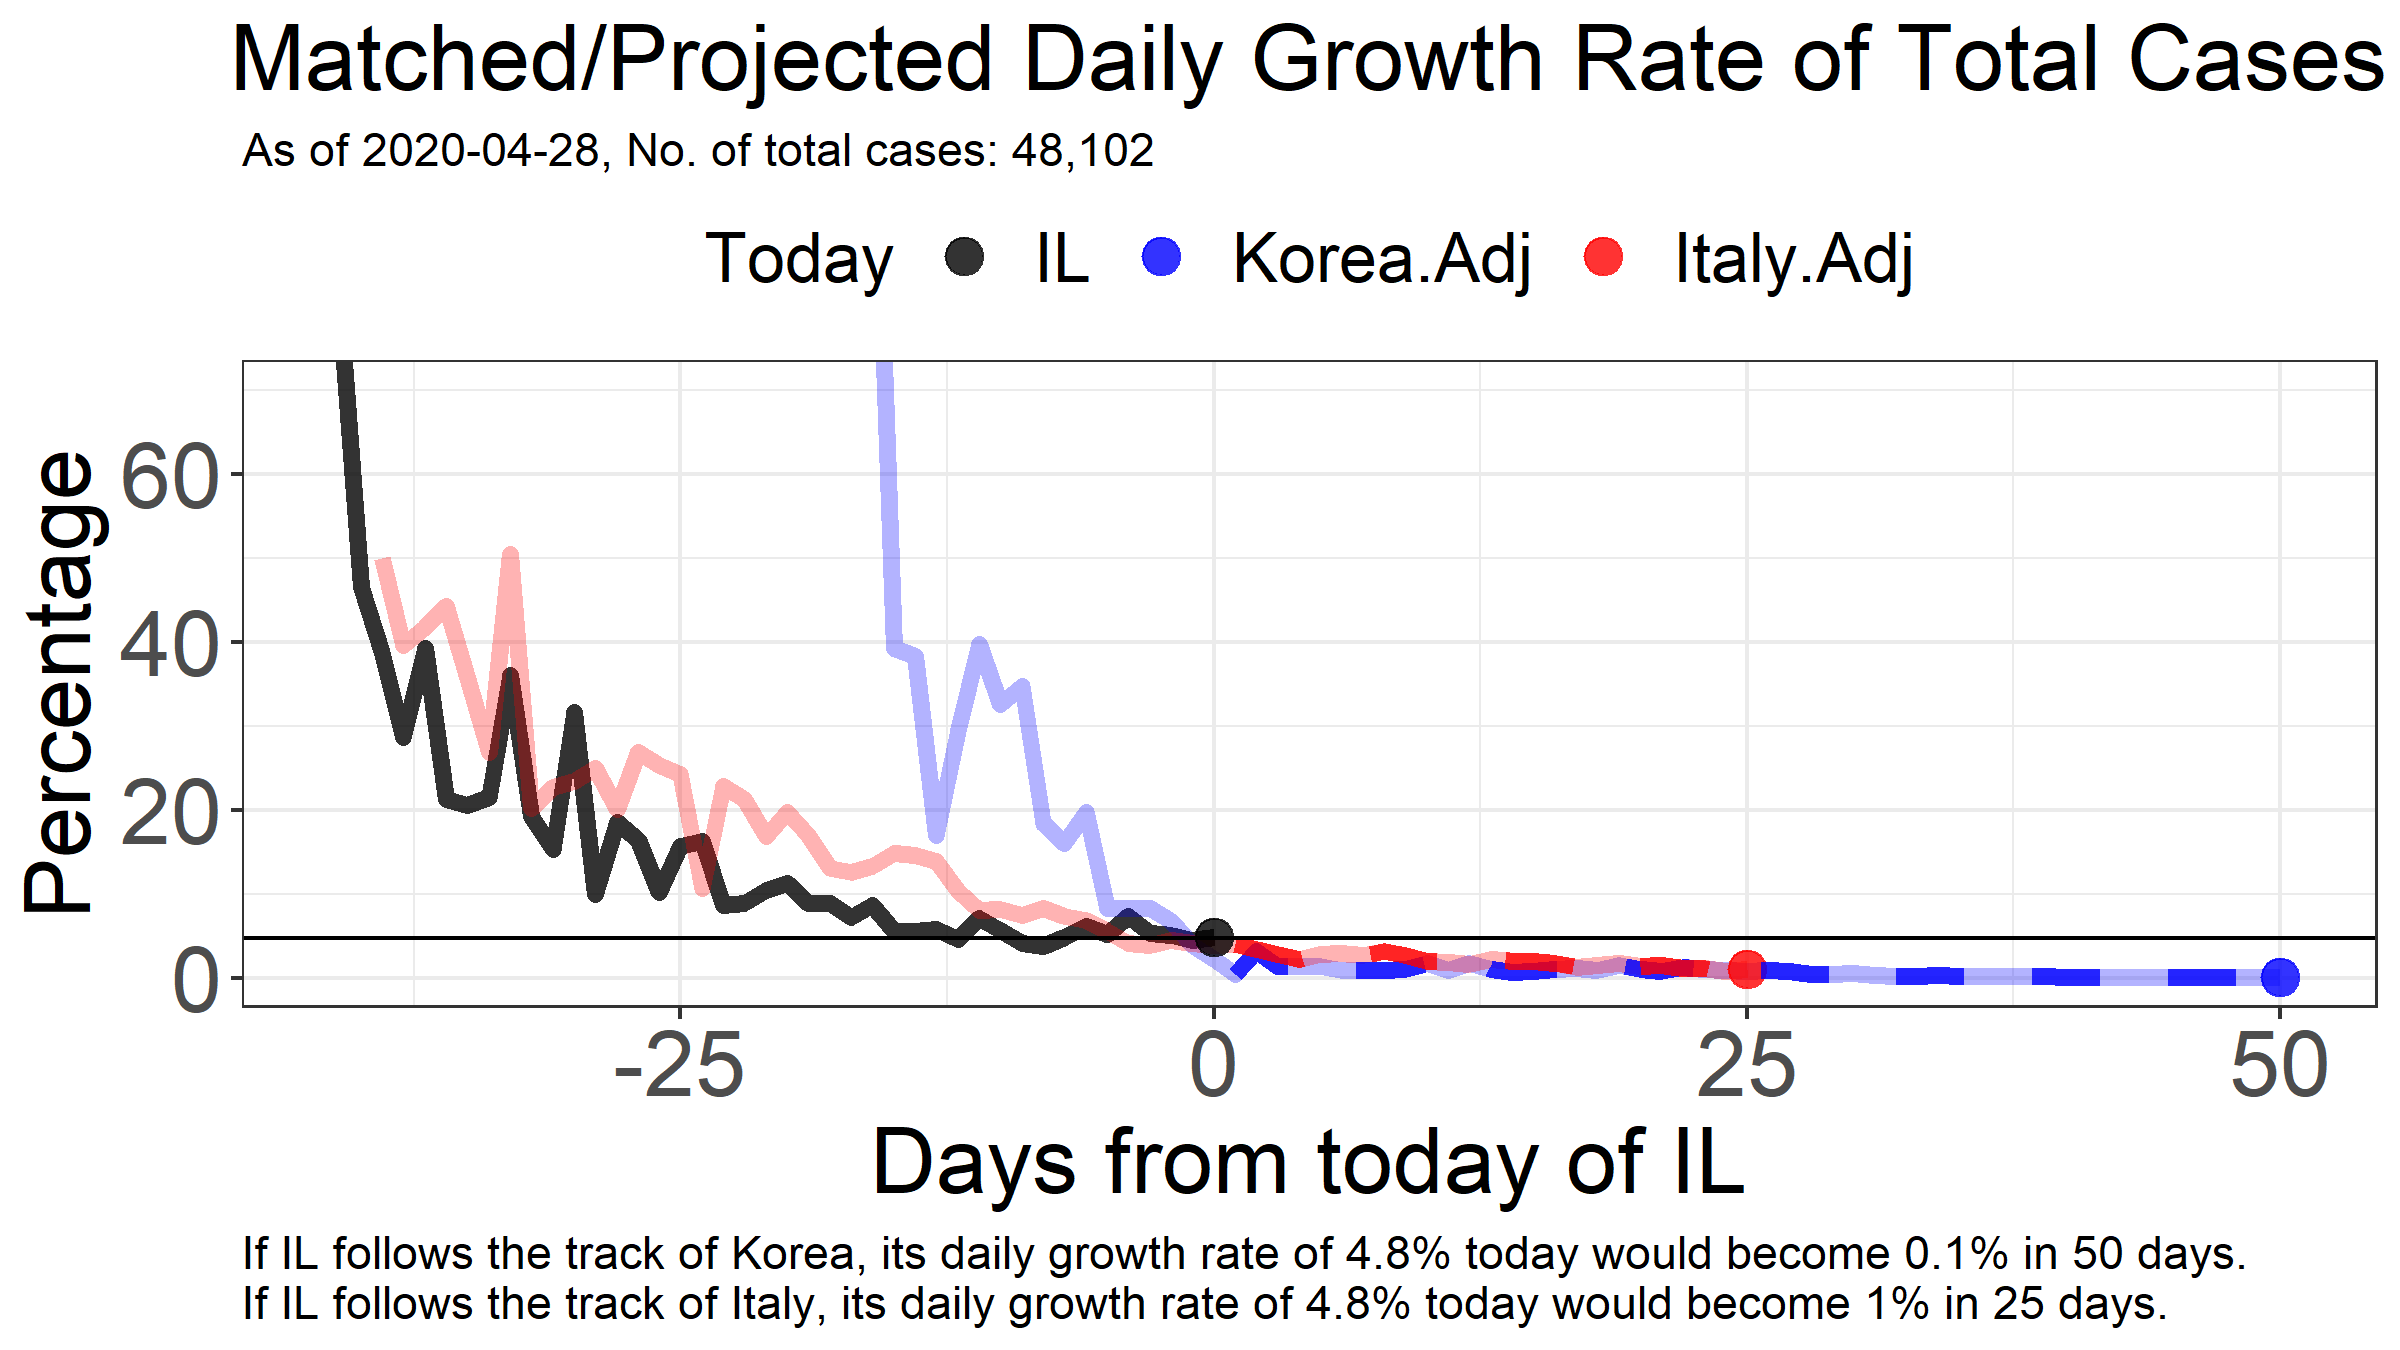 Matched/Projected Daily Growth Rate of Total Cases
As of 2020-04-28, No. of total cases: 48,102
Today IL Korea.Adj Italy.Adj
Percentage
60
40
20
0
-25 0 25 50
Days from today of IL
If IL follows the track of Korea, its daily growth rate of 4.8% today would become 0.1% in 50 days.
If IL follows the track of Italy, its daily growth rate of 4.8% today would become 1% in 25 days.